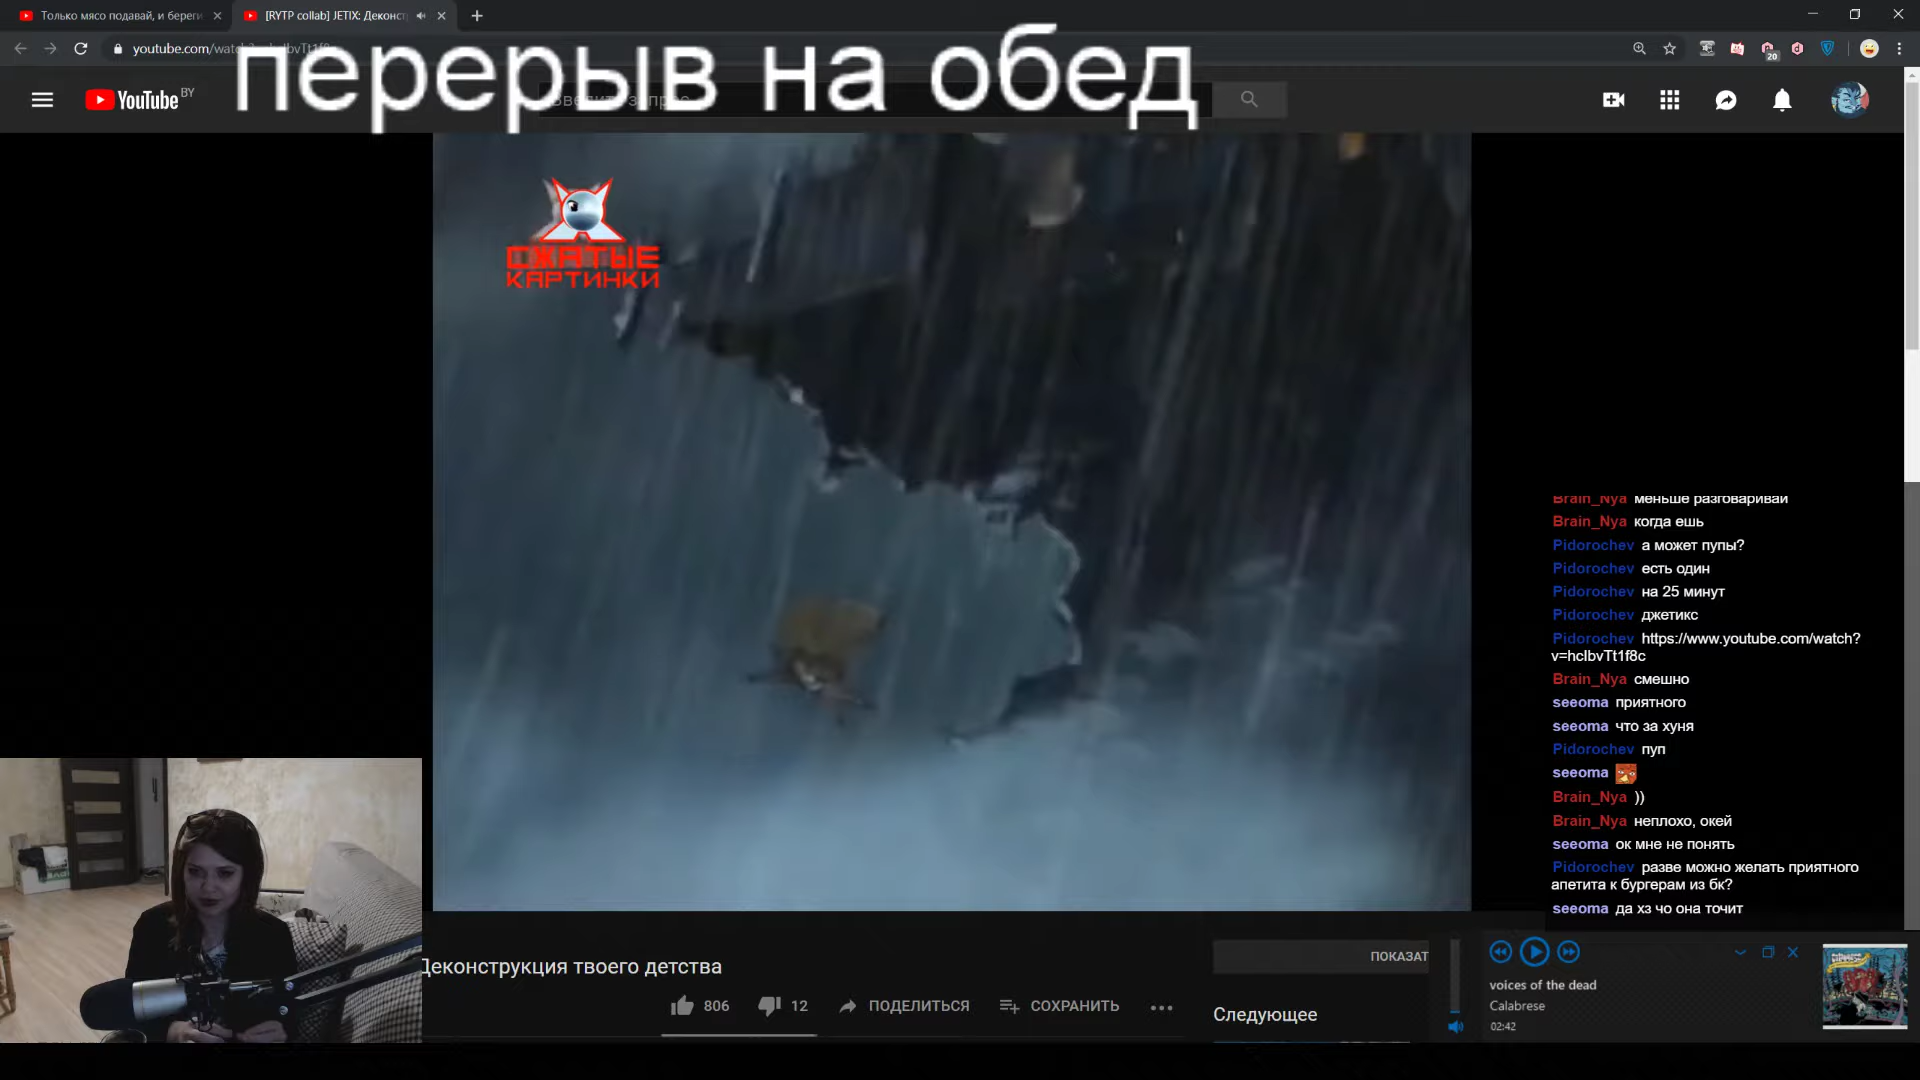 Только мясо подавай, и береги
[RYTP collab] JETIX: Деконст
youtube.com/watch
перерыв на обед
YouTube BY
20
СЖАТЫЕ
КАРТИНКИ
Brain_Nya меньше разговаривай
Brain_Nya когда ешь
Pidorochev а может пупы?
Pidorochev есть один
Pidorochev на 25 минут
Pidorochev джетикс
Pidorochev https://www.youtube.com/watch?
v=hcIbvTt1f8c
Brain_Nya смешно
seeoma приятного
seeoma что за хуня
Pidorochev пуп
seeoma
Brain_Nya ))
Brain_Nya неплохо, окей
seeoma ок мне не понять
Pidorochev разве можно желать приятного
апетита к бургерам из бк?
seeoma да хз чо она точит
Деконструкция твоего детства
806
12
ПОДЕЛИТЬСЯ
СОХРАНИТЬ
ПОКАЗАТ
Следующее
voices of the dead
Calabrese
02:42